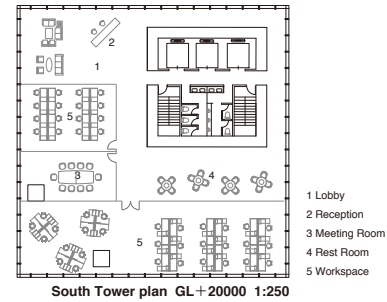 2
1
5
3
4
5
1 Lobby
2 Reception
3 Meeting Room
4 Rest Room
5 Workspace
South Tower plan GL＋20000 1:250